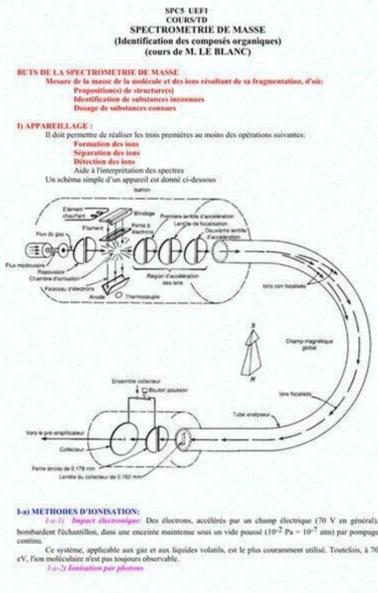 SPC5 UEF1
COURS/TD
SPECTROMETRIE DE MASSE
(Identification des composés organiques)
(cours de M. LE BLANC)
BUTS DE LA SPECTROMETRIE DE MASSE
Mesure de la masse de la molécule et des ions résultant de sa fragmentation, d'où:
Proposition(s) de structure(s)
Identification de substances inconnues
Dosage de substances connues
I) APPAREILLAGE :
Il doit permettre de réaliser les trois premières au moins des opérations suivantes:
Formation des ions
Séparation des ions
Détection des ions
Aide à l'interprétation des spectres
Un schéma simple d'un appareil est donné ci-dessous
Elément chauffant
Blindage
Première lentille d'accélération
Lentille de focalisation
Deuxième lentille d'accélération
Flux du gaz
Filament
Fente à électrons
Flux moléculaire
Repousseur
Chambre d'ionisation
Faisceau d'électrons
Anode
Thermocouple
Région d'accélération des ions
Ions non focalisés
Champ magnétique global
S
N
Ensemble collecteur
Bouton poussoir
Ions focalisés
Tube analyseur
Vers le pré-amplificateur
Collecteur
Fente étroite de 0.178 mm
Lentille du collecteur de 0.762 mm
I-a) METHODES D'IONISATION:
I-a-1) Impact électronique: Des électrons, accélérés par un champ électrique (70 V en général),
bombardent l'échantillon, dans une enceinte maintenue sous un vide poussé (10-2 Pa = 10-7 atm) par pompage
continu.
Ce système, applicable aux gaz et aux liquides volatils, est le plus couramment utilisé. Toutefois, à 70
eV, l'ion moléculaire n'est pas toujours observable.
I-a-2) Ionisation par photons